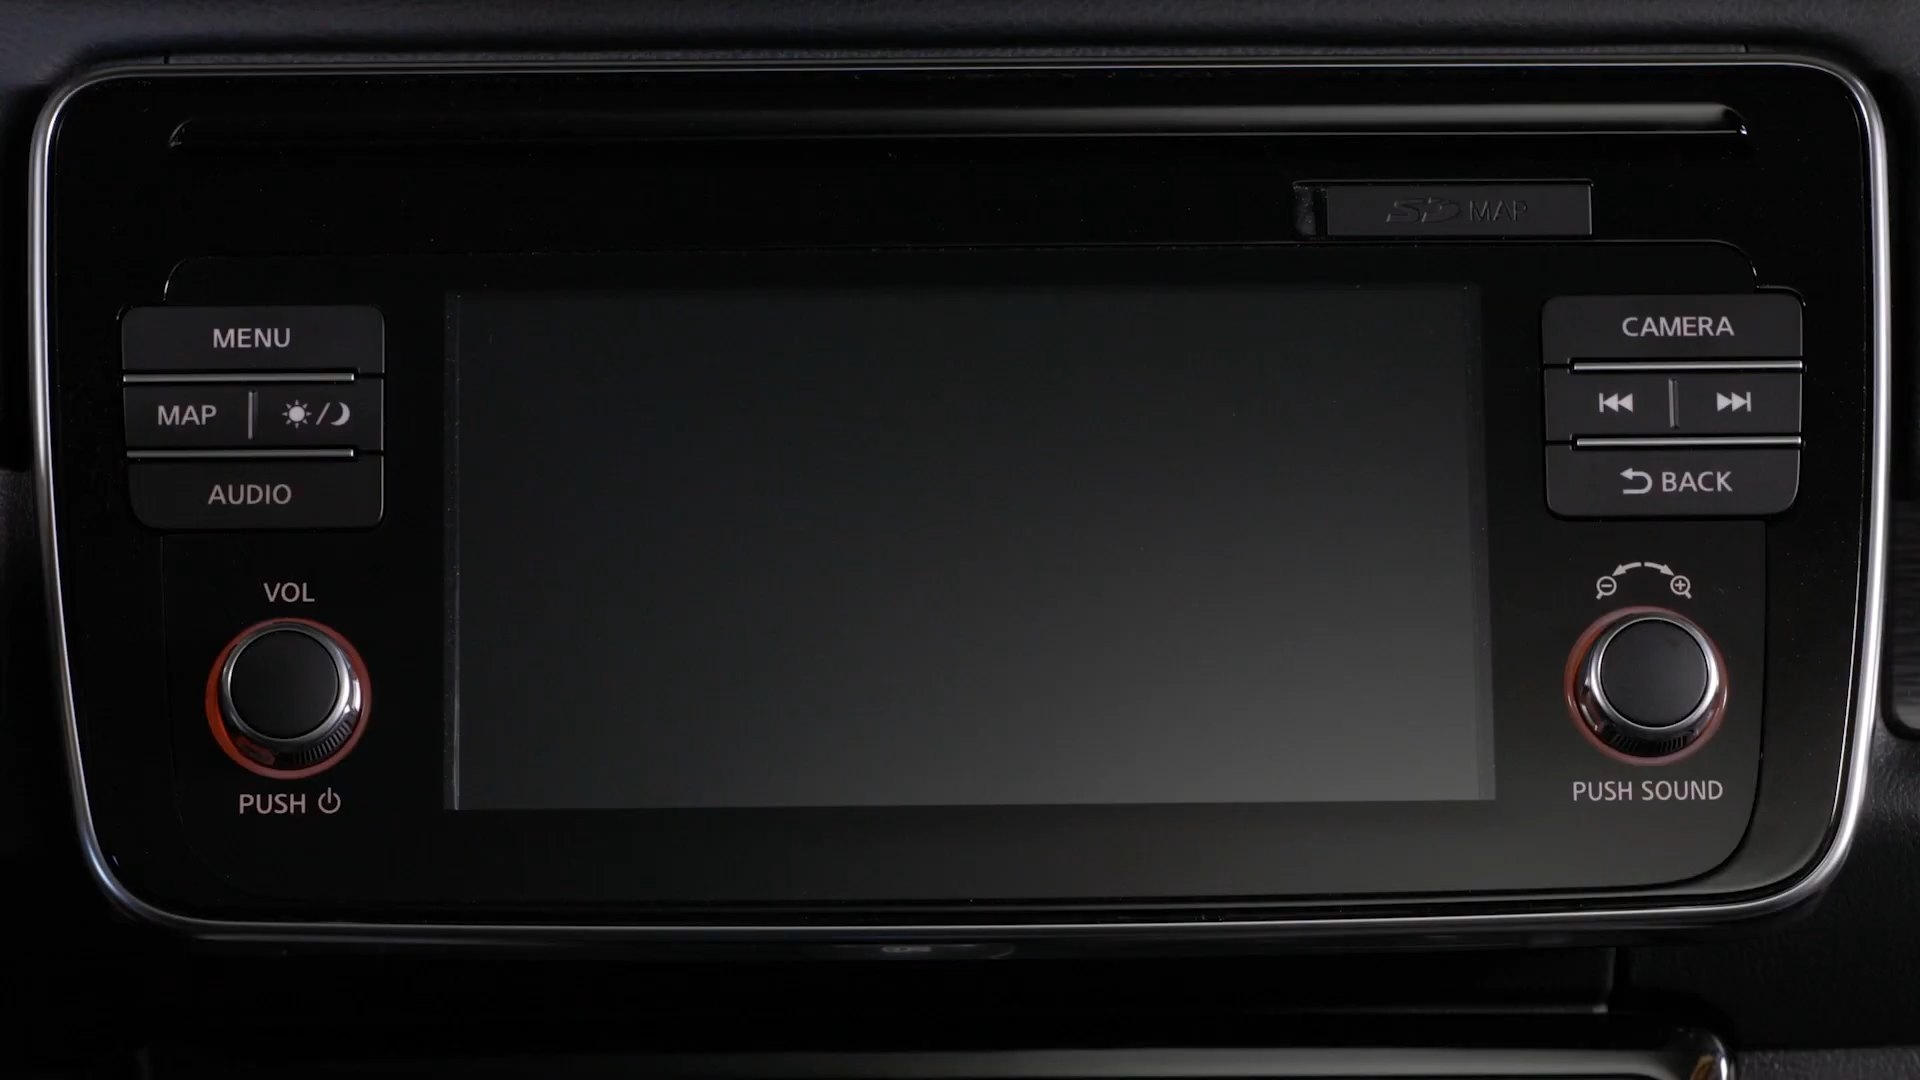 SD MAP
MENU
MAP
AUDIO
VOL
PUSH
CAMERA
BACK
PUSH SOUND